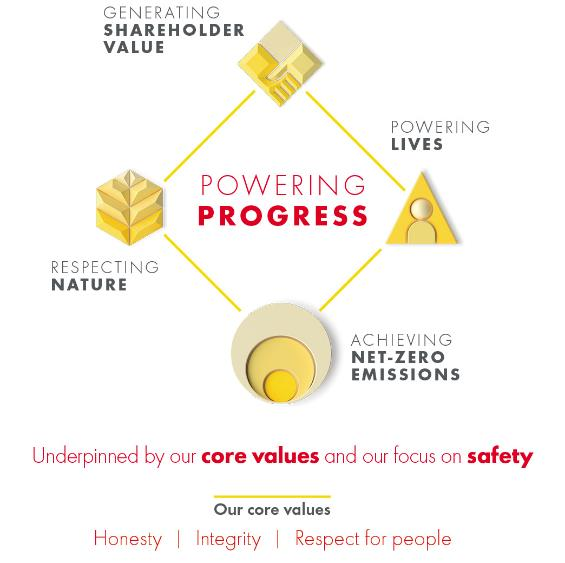 GENERATING
SHAREHOLDER
VALUE
POWERING
LIVES
POWERING
PROGRESS
RESPECTING
NATURE
ACHIEVING
NET-ZERO
EMISSIONS
Underpinned by our core values and our focus on safety
Our core values
Honesty | Integrity | Respect for people